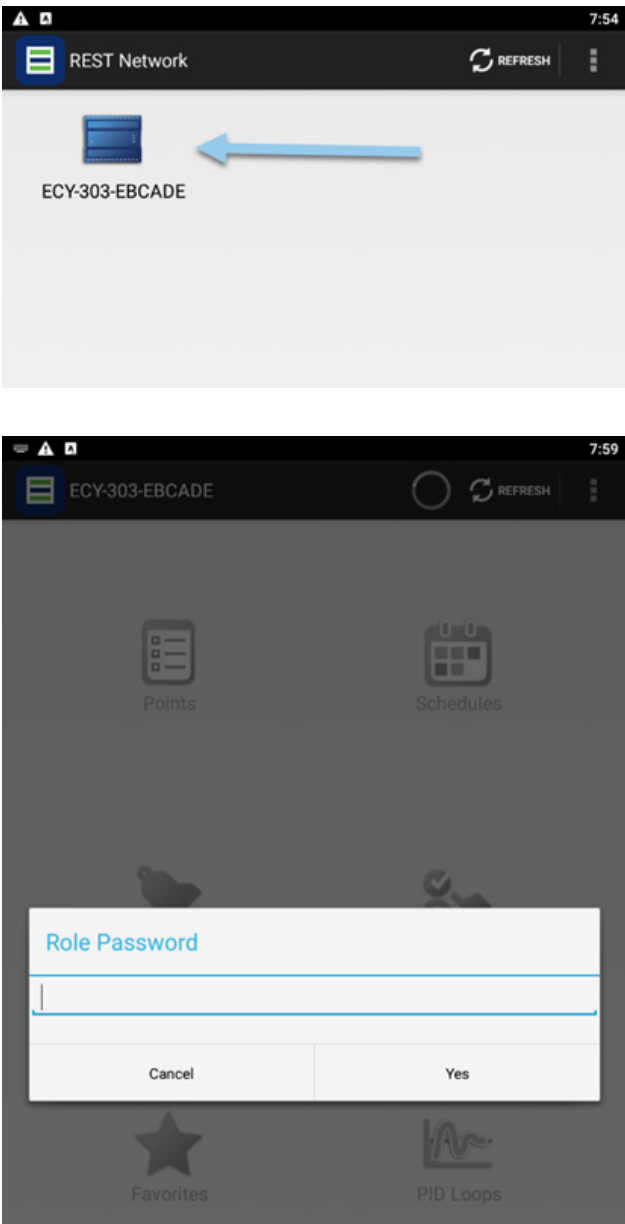 7:54
REST Network
REFRESH
ECY-303-EBCADE
7:59
ECY-303-EBCADE
REFRESH
Points
Schedules
Role Password
Cancel
Yes
Favorites
PID Loops